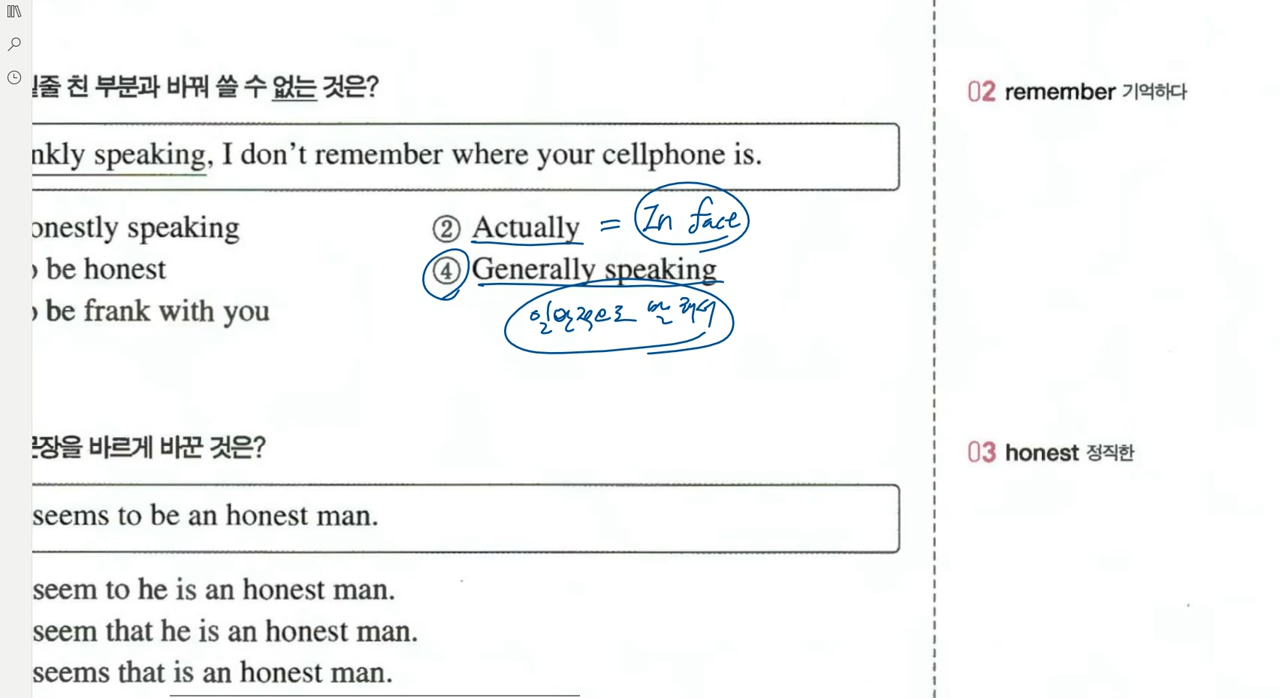 줄 친 부분과 바꿔 쓸 수 없는 것은?
02 remember 기억하다
nkly speaking, I don't remember where your cellphone is.
onestly speaking
② Actually = In face
be honest
④ Generally speaking
be frank with you
일반적으로 말해서
문장을 바르게 바꾼 것은?
03 honest 정직한
seems to be an honest man.
seem to he is an honest man.
seem that he is an honest man.
seems that is an honest man.